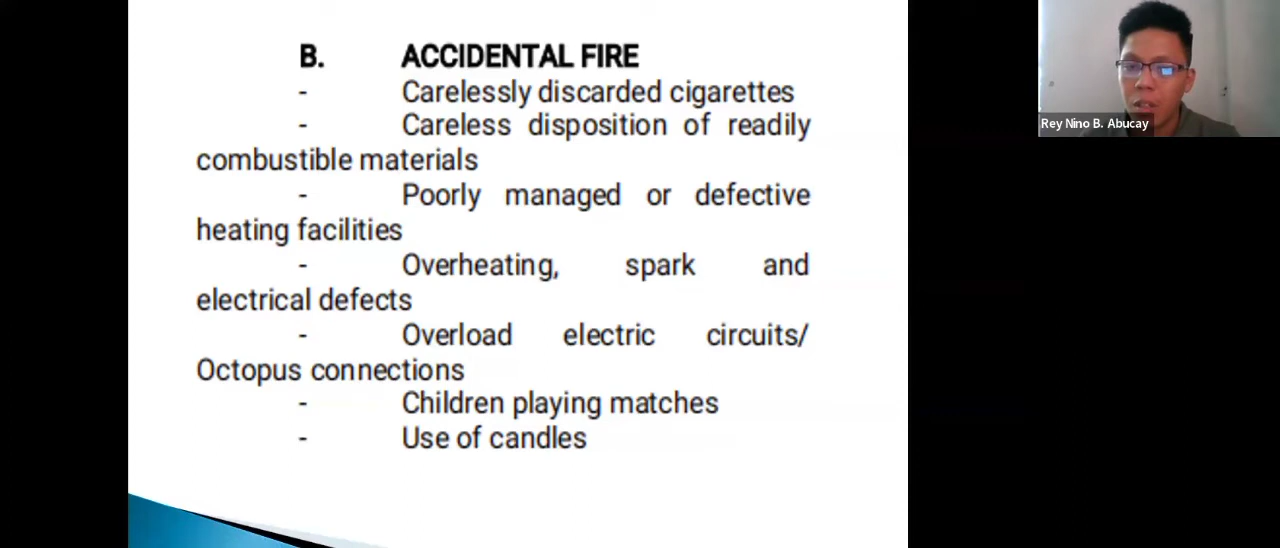 B. ACCIDENTAL FIRE
- Carelessly discarded cigarettes
- Careless disposition of readily
combustible materials
- Poorly managed or defective
heating facilities
- Overheating, spark and
electrical defects
- Overload electric circuits/
Octopus connections
- Children playing matches
- Use of candles
Rey Nino B. Abucay